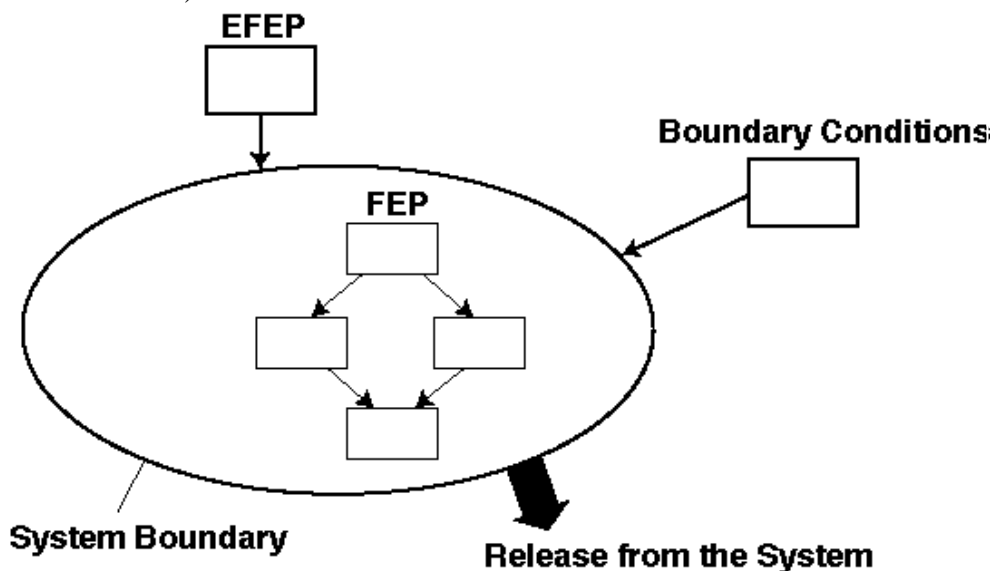 EFEP
Boundary Conditions
FEP
System Boundary
Release from the System